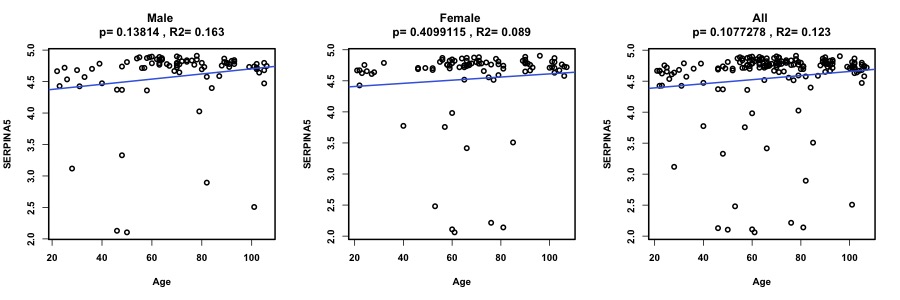 Male
p= 0.13814 , R2= 0.163
SERPINA5
5.0
4.5
4.0
3.5
3.0
2.5
2.0
20 40 60 80 100
Age
Female
p= 0.4099115 , R2= 0.089
SERPINA5
5.0
4.5
4.0
3.5
3.0
2.5
2.0
20 40 60 80 100
Age
All
p= 0.1077278 , R2= 0.123
SERPINA5
5.0
4.5
4.0
3.5
3.0
2.5
2.0
20 40 60 80 100
Age